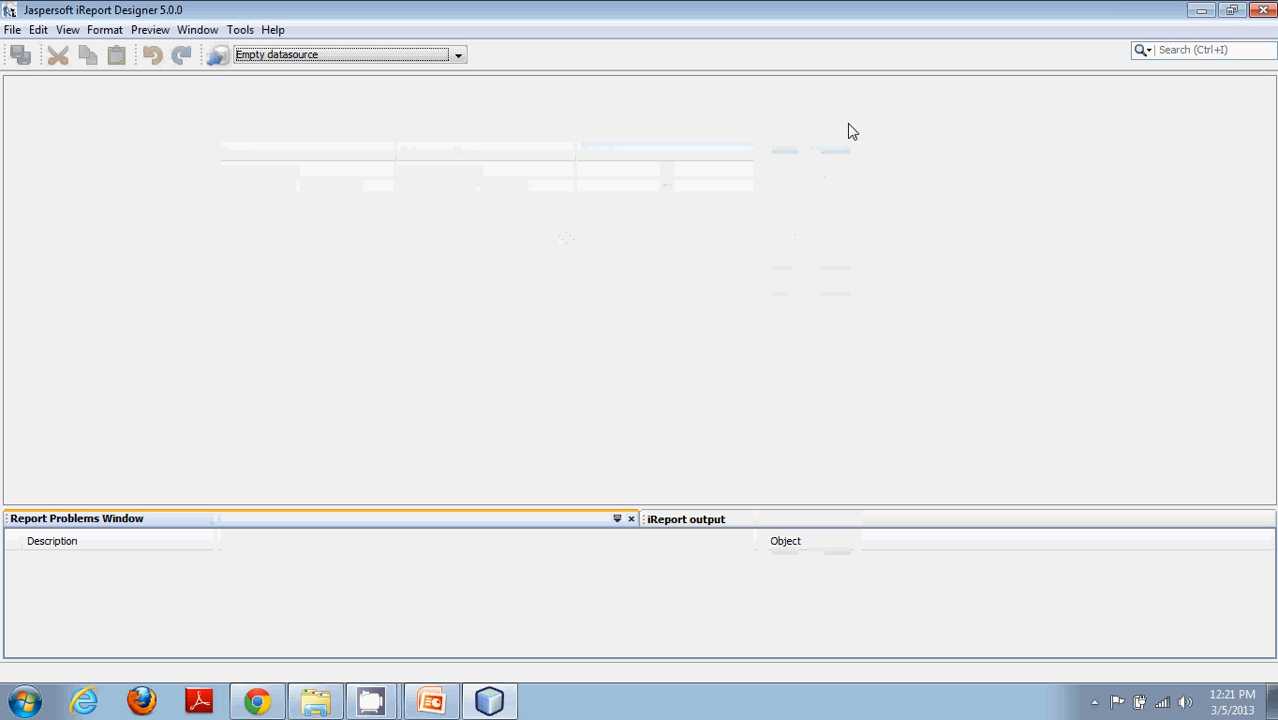 Jaspersoft iReport Designer 5.0.0
File Edit View Format Preview Window Tools Help
Empty datasource
Search (Ctrl+I)
Report Problems Window
iReport output
Description
Object
12:21 PM
3/5/2013